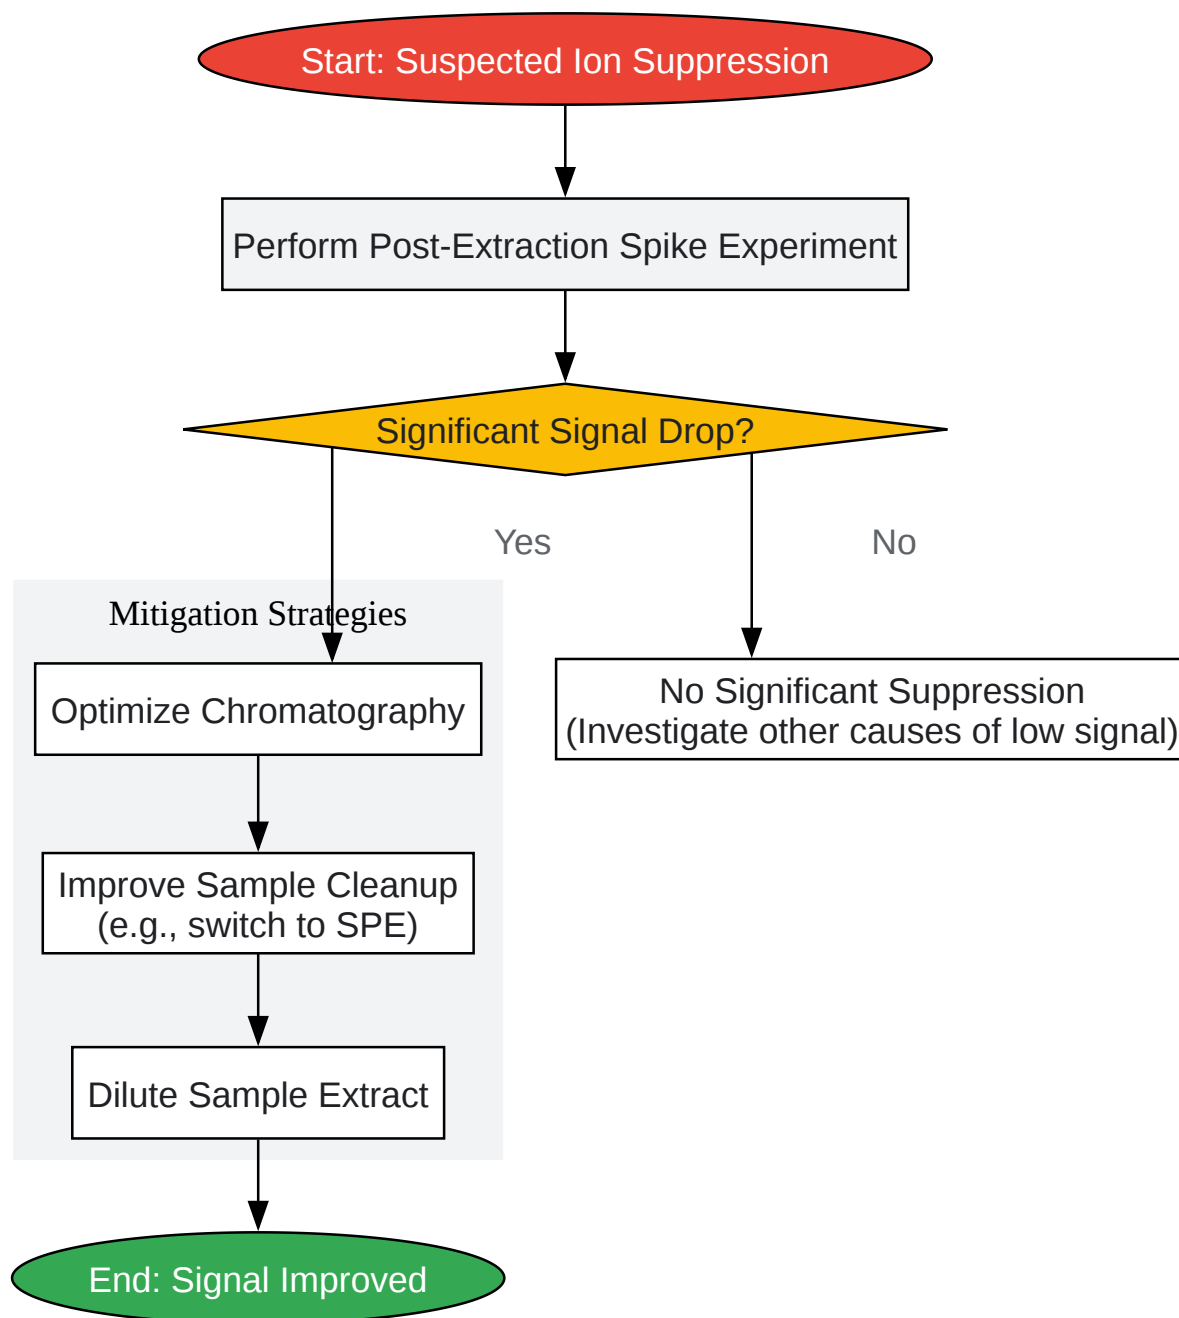 Start: Suspected Ion Suppression
Perform Post-Extraction Spike Experiment
Significant Signal Drop?
Yes
No
Mitigation Strategies
Optimize Chromatography
No Significant Suppression
(Investigate other causes of low signal)
Improve Sample Cleanup
(e.g., switch to SPE)
Dilute Sample Extract
End: Signal Improved